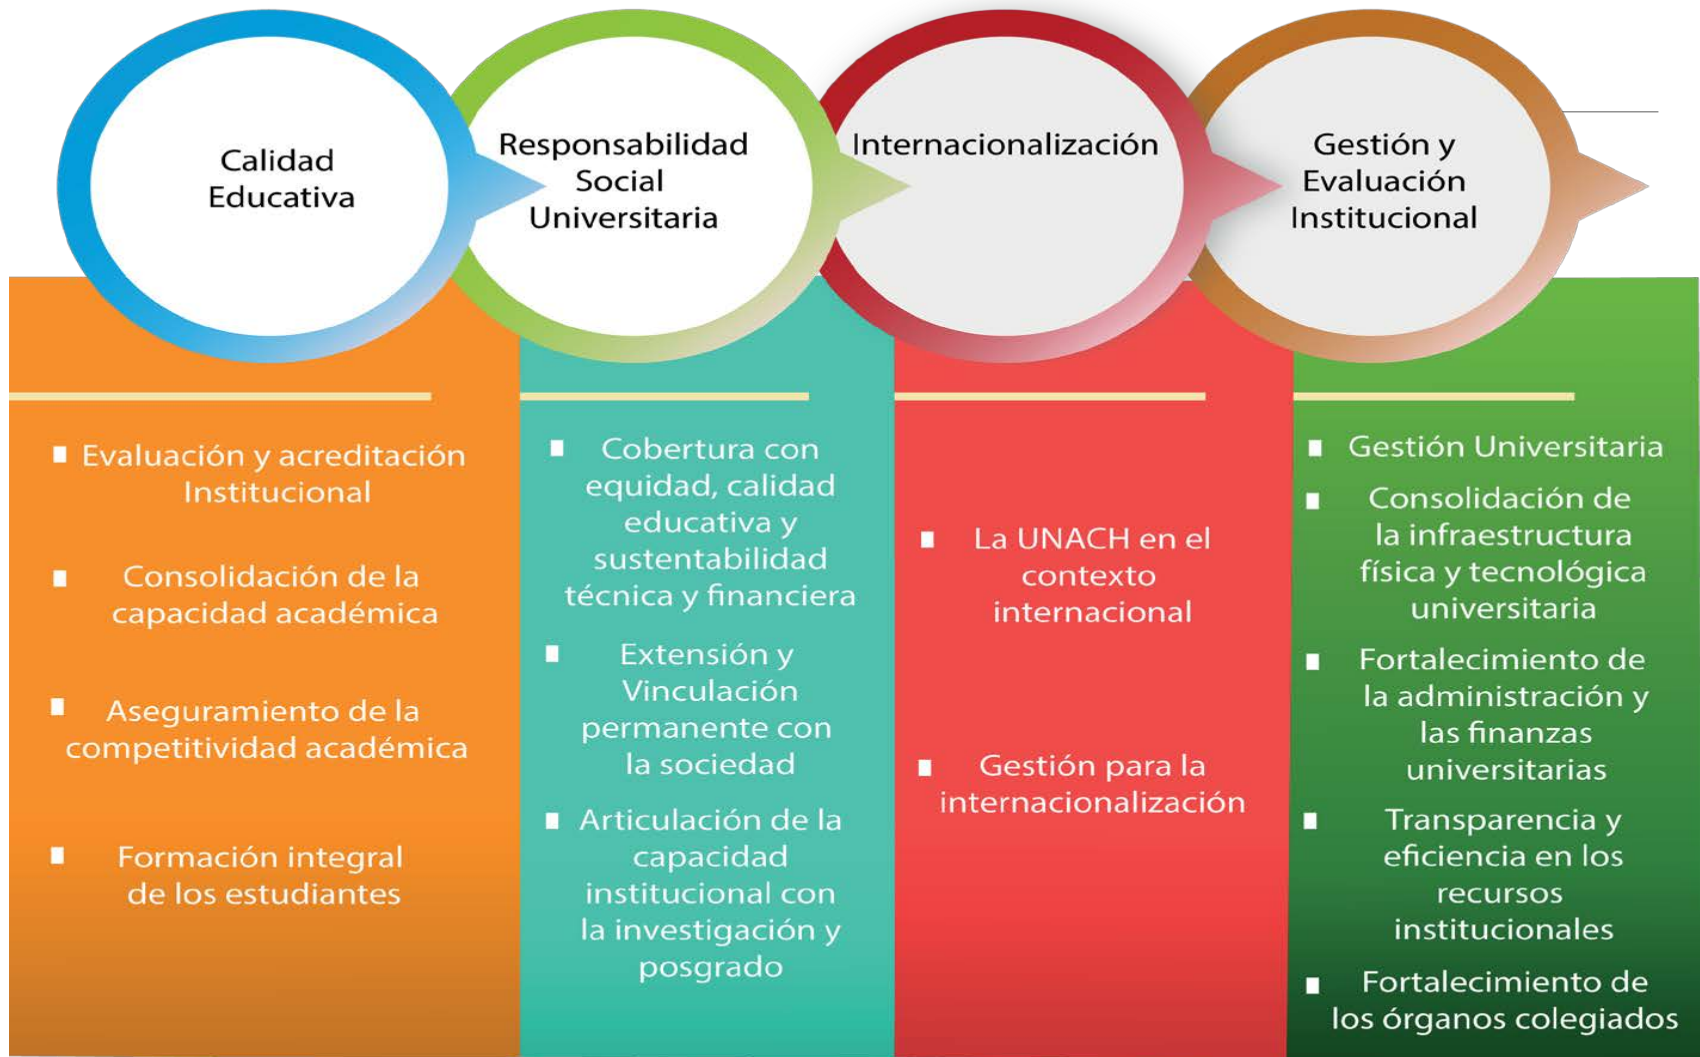 Calidad
Educativa
Responsabilidad
Social
Universitaria
Internacionalización
Gestión y
Evaluación
Institucional
Evaluación y acreditación
Institucional
Consolidación de la
capacidad académica
Aseguramiento de la
competitividad académica
Formación integral
de los estudiantes
Cobertura con
equidad, calidad
educativa y
sustentabilidad
técnica y financiera
Extensión y
Vinculación
permanente con
la sociedad
Articulación de la
capacidad
institucional con
la investigación y
posgrado
La UNACH en el
contexto
internacional
Gestión para la
internacionalización
Gestión Universitaria
Consolidación de
la infraestructura
física y tecnológica
universitaria
Fortalecimiento de
la administración y
las finanzas
universitarias
Transparencia y
eficiencia en los
recursos
institucionales
Fortalecimiento de
los órganos colegiados